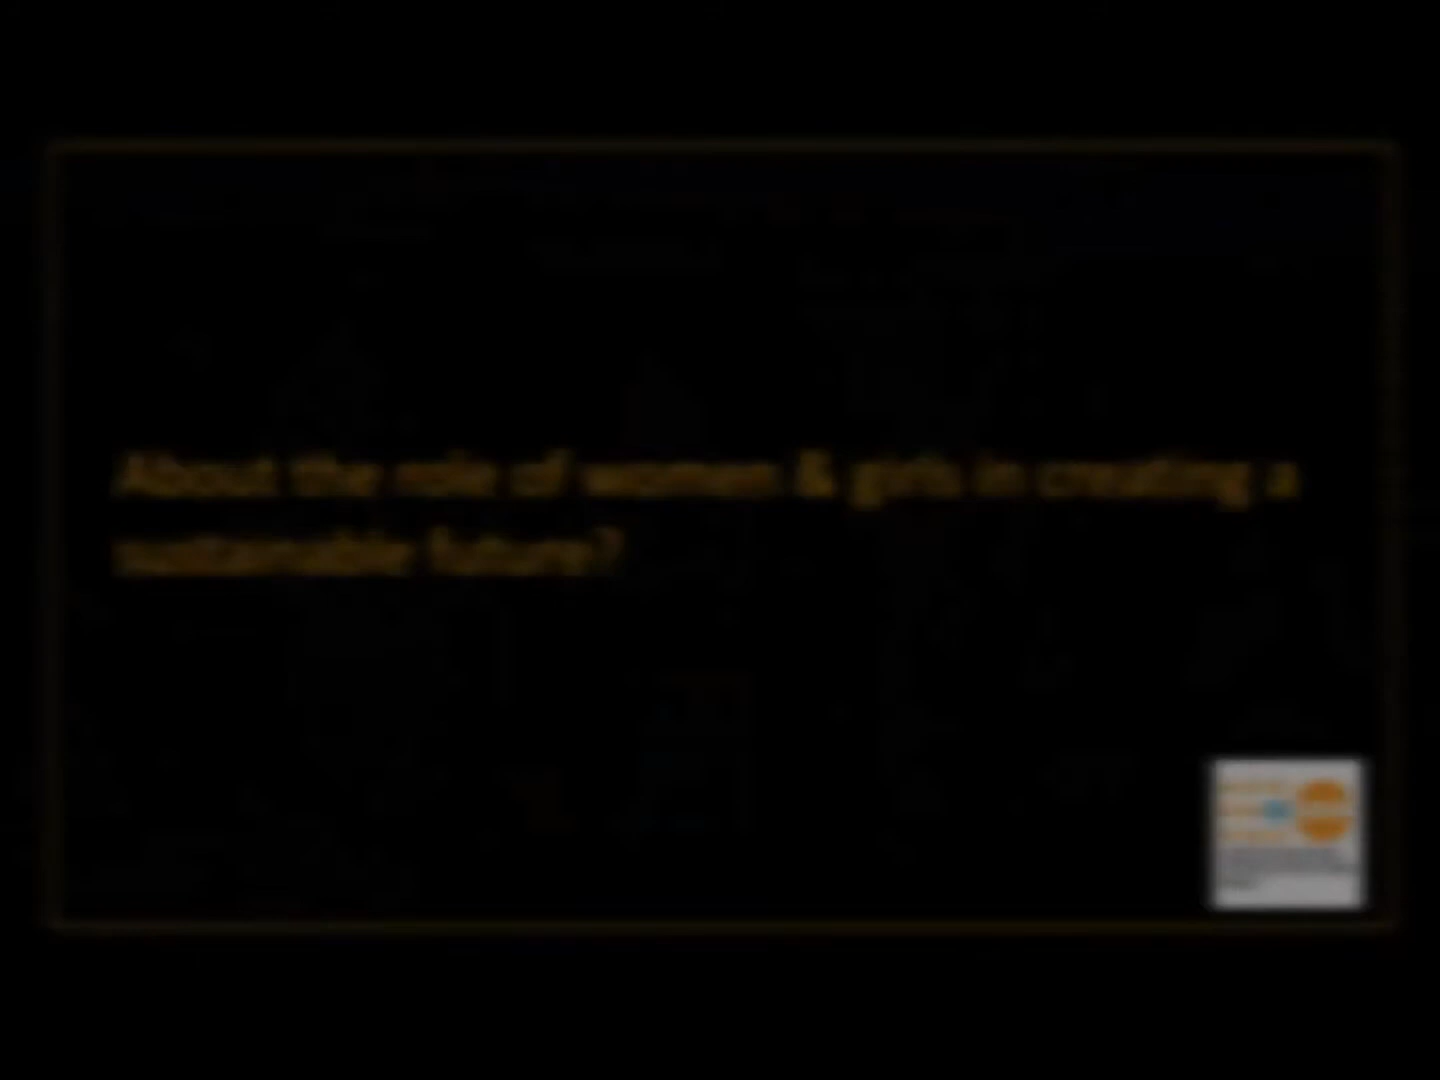 About the role of women & girls in creating a
sustainable future?